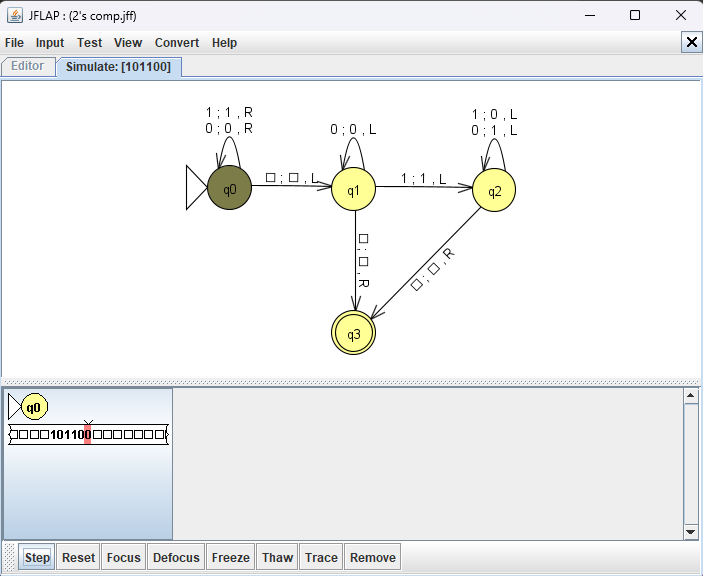 JFLAP : (2's comp.jff)
File Input Test View Convert Help
Editor Simulate: [101100]
1 ; 1 , R
0 ; 0 , R
0 ; 0 , L
1 ; 0 , L
0 ; 1 , L
q0
□ ; □ , L
q1
1 ; 1 , L
q2
□ ; □ , R
□ ; □ , R
q3
q0
□□□□101100□□□□□□□□
Step Reset Focus Defocus Freeze Thaw Trace Remove